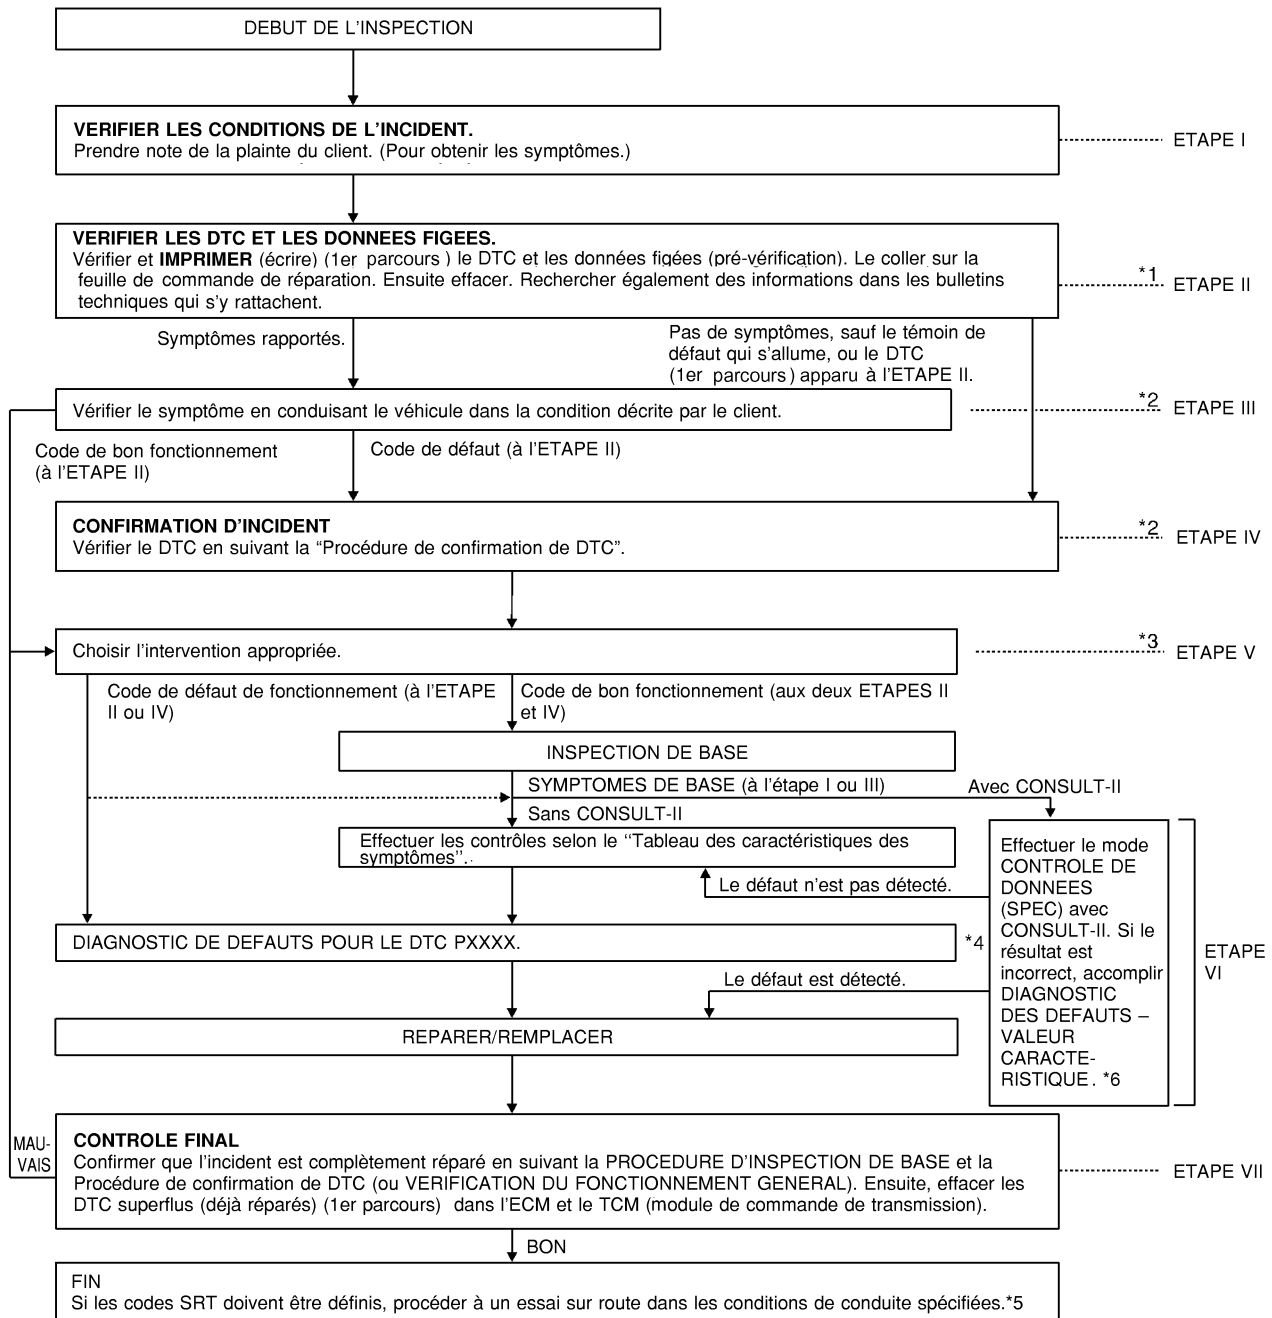 DEBUT DE L'INSPECTION
VERIFIER LES CONDITIONS DE L'INCIDENT.
Prendre note de la plainte du client. (Pour obtenir les symptômes.)
ETAPE I
VERIFIER LES DTC ET LES DONNEES FIGEES.
Vérifier et IMPRIMER (écrire) (1er parcours ) le DTC et les données figées (pré-vérification). Le coller sur la
feuille de commande de réparation. Ensuite effacer. Rechercher également des informations dans les bulletins
techniques qui s'y rattachent.
*1
ETAPE II
Symptômes rapportés.
Pas de symptômes, sauf le témoin de
défaut qui s'allume, ou le DTC
(1er parcours ) apparu à l'ETAPE II.
Vérifier le symptôme en conduisant le véhicule dans la condition décrite par le client.
*2
ETAPE III
Code de bon fonctionnement
(à l'ETAPE II)
Code de défaut (à l'ETAPE II)
CONFIRMATION D'INCIDENT
Vérifier le DTC en suivant la “Procédure de confirmation de DTC”.
*2
ETAPE IV
Choisir l'intervention appropriée.
*3
ETAPE V
Code de défaut de fonctionnement (à l'ETAPE
II ou IV)
Code de bon fonctionnement (aux deux ETAPES II
et IV)
INSPECTION DE BASE
SYMPTOMES DE BASE (à l'étape I ou III)
Avec CONSULT-II
Sans CONSULT-II
Effectuer les contrôles selon le ‘‘Tableau des caractéristiques des
symptômes’’.
Le défaut n'est pas détecté.
DIAGNOSTIC DE DEFAUTS POUR LE DTC PXXXX.
*4
Le défaut est détecté.
REPARER/REMPLACER
Effectuer le mode
CONTROLE DE
DONNEES
(SPEC) avec
CONSULT-II. Si le
résultat est
incorrect, accomplir
DIAGNOSTIC
DES DEFAUTS –
VALEUR
CARACTE-
RISTIQUE. *6
ETAPE
VI
MAU-
VAIS
CONTROLE FINAL
Confirmer que l'incident est complètement réparé en suivant la PROCEDURE D'INSPECTION DE BASE et la
Procédure de confirmation de DTC (ou VERIFICATION DU FONCTIONNEMENT GENERAL). Ensuite, effacer les
DTC superflus (déjà réparés) (1er parcours) dans l'ECM et le TCM (module de commande de transmission).
ETAPE VII
BON
FIN
Si les codes SRT doivent être définis, procéder à un essai sur route dans les conditions de conduite spécifiées.*5